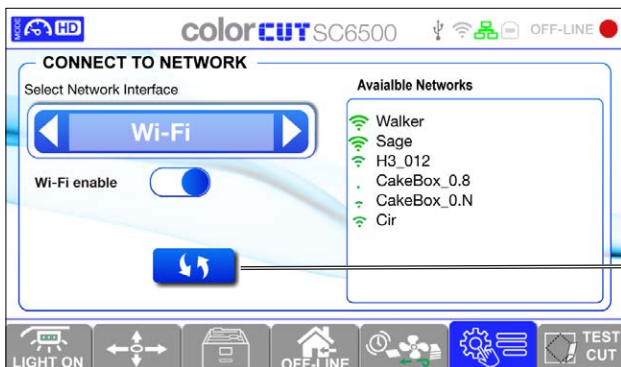 MODE
HD
colorCUT SC6500
OFF-LINE
CONNECT TO NETWORK
Select Network Interface
Avaialble Networks
Wi-Fi
Wi-Fi enable
Walker
Sage
H3_012
CakeBox_0.8
CakeBox_0.N
Cir
LIGHT ON
OFF-LINE
TEST
CUT